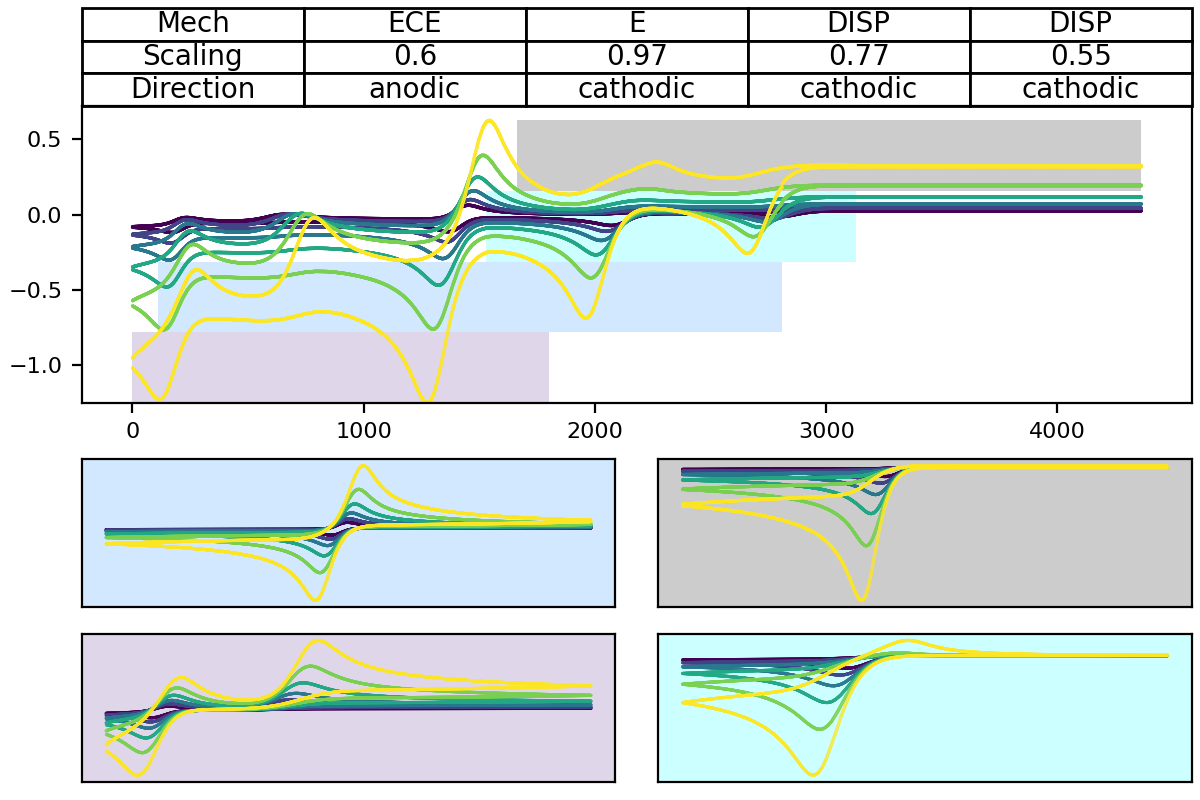 Mech ECE E DISP DISP
Scaling 0.6 0.97 0.77 0.55
Direction anodic cathodic cathodic cathodic
0.5
0.0
−0.5
−1.0
0 1000 2000 3000 4000